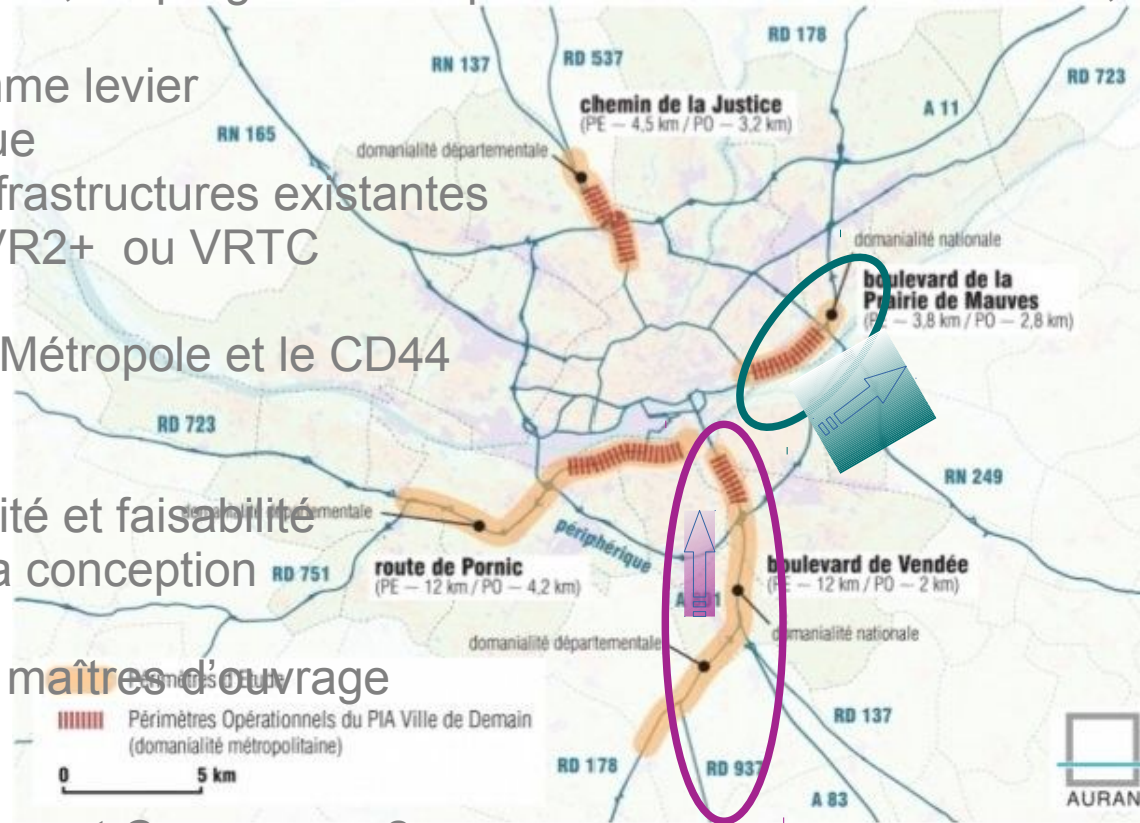 RD 178
RN 137
RD 537
RD 723
mme levier
chemin de la Justice
(PE – 4,5 km / PO – 3,2 km)
A 11
RN 165
ue
domanialité départementale
frastructures existantes
VR2+ ou VRTC
domanialité nationale
boulevard de la
Prairie de Mauves
(PE – 3,8 km / PO – 2,8 km)
Métropole et le CD44
RD 723
RN 249
ité et faisabilité
domanialité départementale
périphérique
a conception
RD 751
route de Pornic
(PE – 12 km / PO – 4,2 km)
boulevard de Vendée
(PE – 12 km / PO – 2 km)
domanialité nationale
domanialité départementale
maîtres d'ouvrage
Périmètres d'Etude
Périmètres Opérationnels du PIA Ville de Demain
(domanialité métropolitaine)
RD 137
0 5 km
RD 178
RD 937
A 83
AURAN